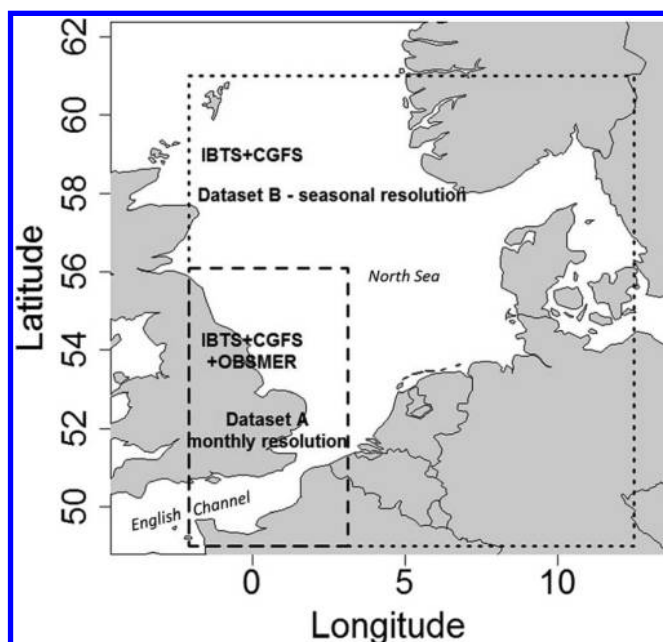 62
60
58
56
54
52
50
Latitude
IBTS+CGFS
Dataset B - seasonal resolution
North Sea
IBTS+CGFS
+OBSMER
Dataset A
monthly resolution
English Channel
0 5 10
Longitude